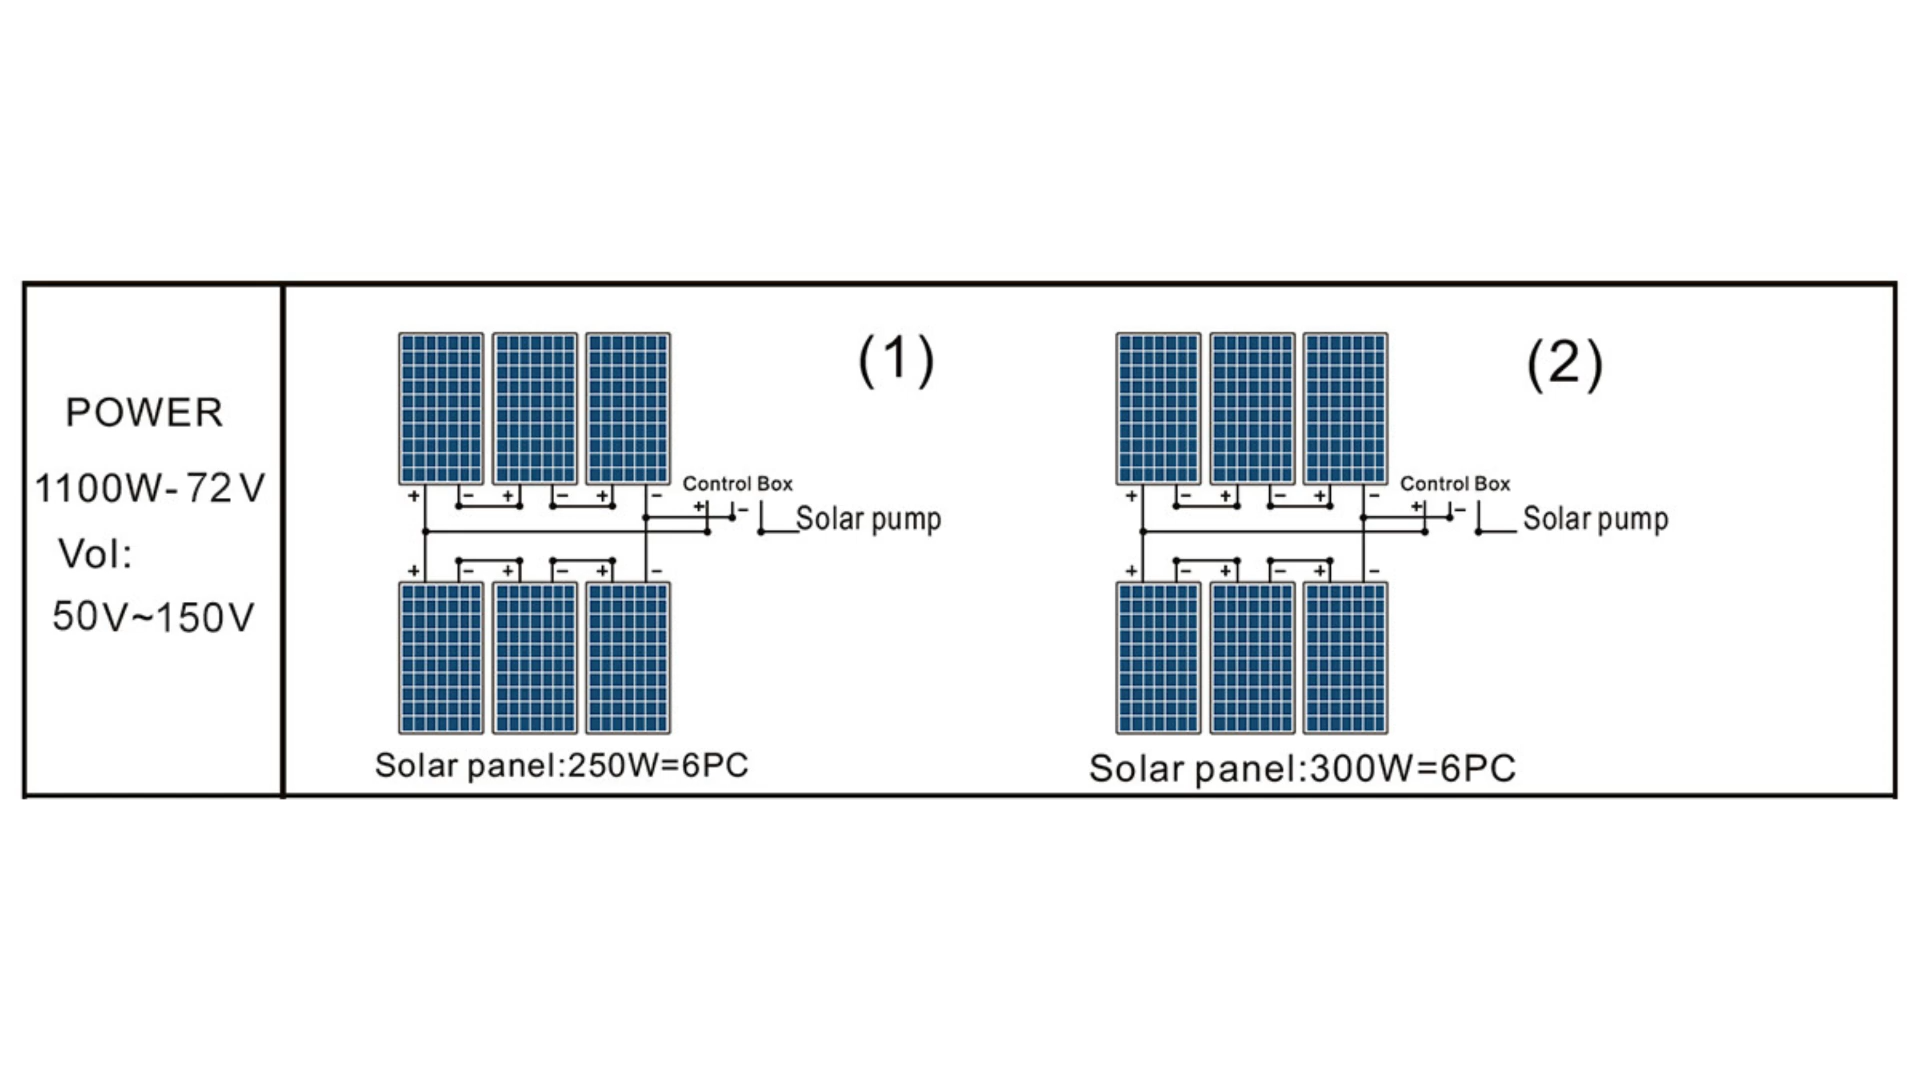 POWER
1100W-72V
Vol:
50V~150V
(1)
+ - + - + -
Control Box
+ -
Solar pump
+ - + - + -
Solar panel:250W=6PC
(2)
+ - + - + -
Control Box
+ -
Solar pump
+ - + - + -
Solar panel:300W=6PC